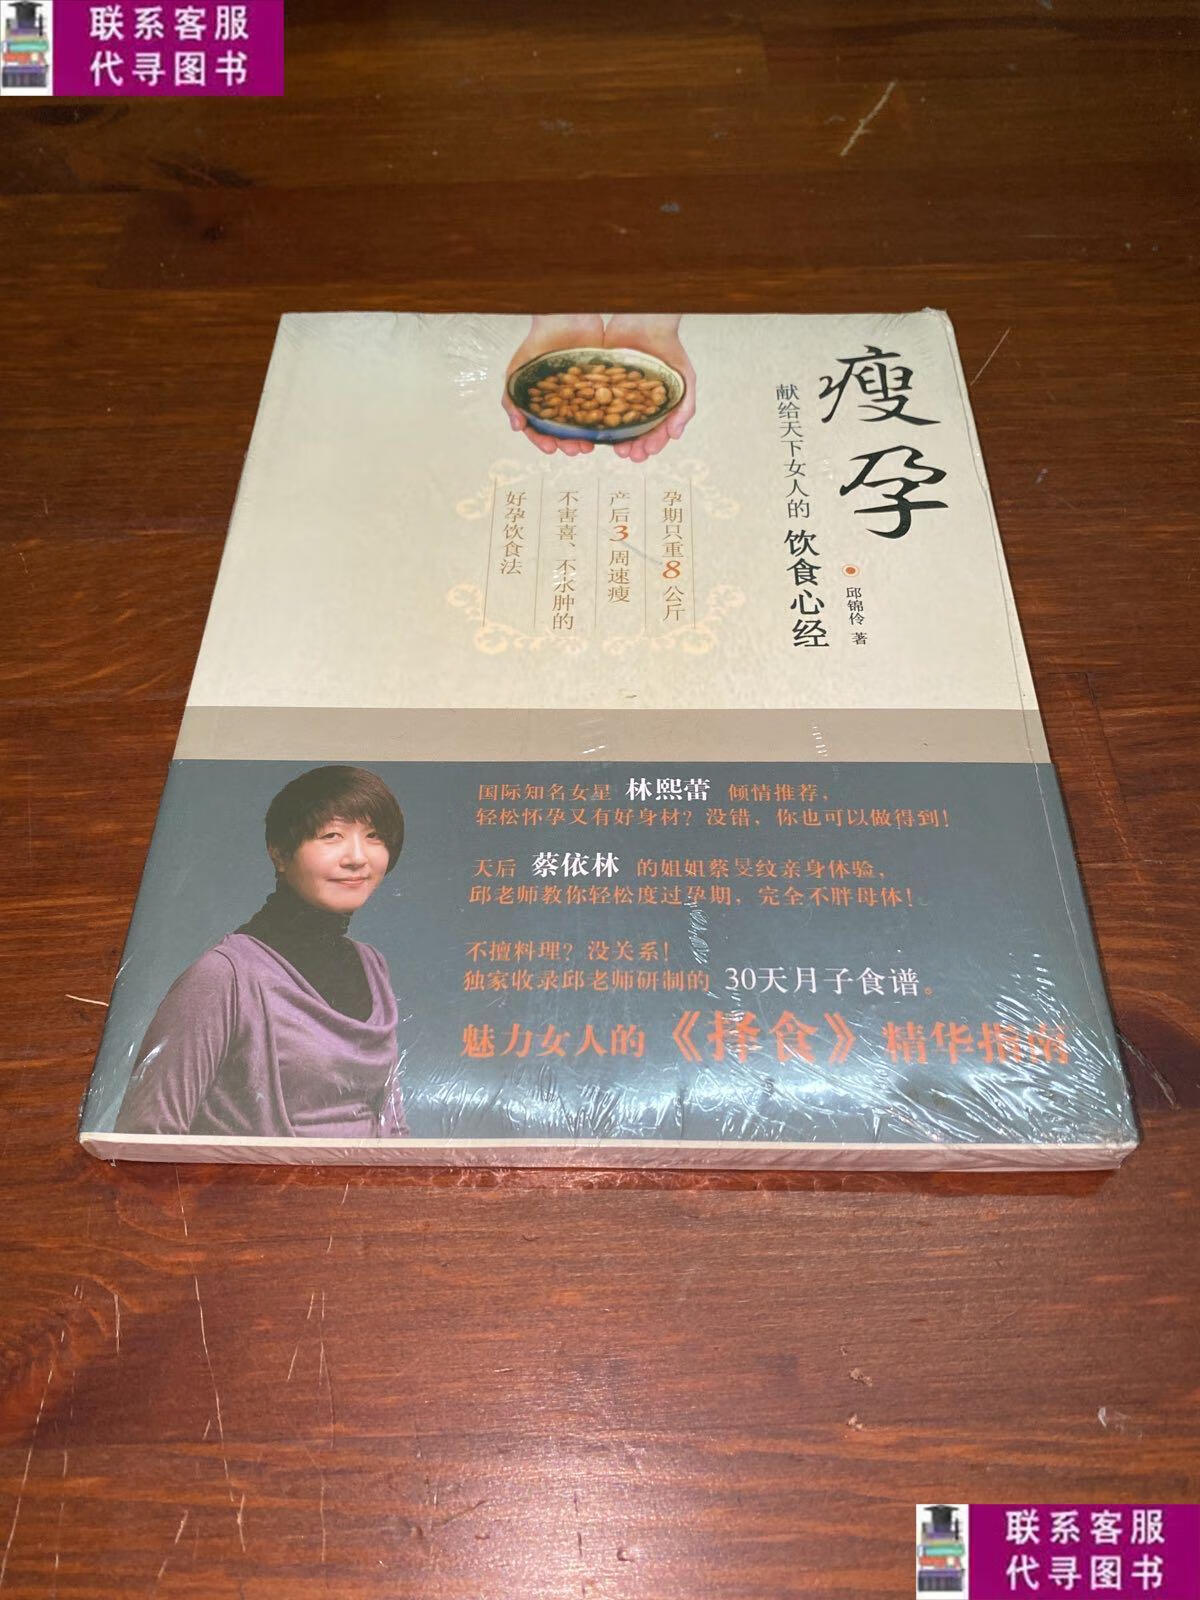 联系客服
代寻图书
瘦孕
献给天下女人的 饮食心经
邱锦伶 著
孕期只重8公斤
产后3周速瘦
不害喜、不水肿的
好孕饮食法
国际知名女星 林熙蕾 倾情推荐，
轻松怀孕又有好身材？没错，你也可以做得到！
天后 蔡依林 的姐姐蔡旻纹亲身体验，
邱老师教你轻松度过孕期，完全不胖母体！
不擅料理？没关系！
独家收录邱老师研制的 30天月子食谱。
魅力女人的《择食》精华指南
联系客服
代寻图书